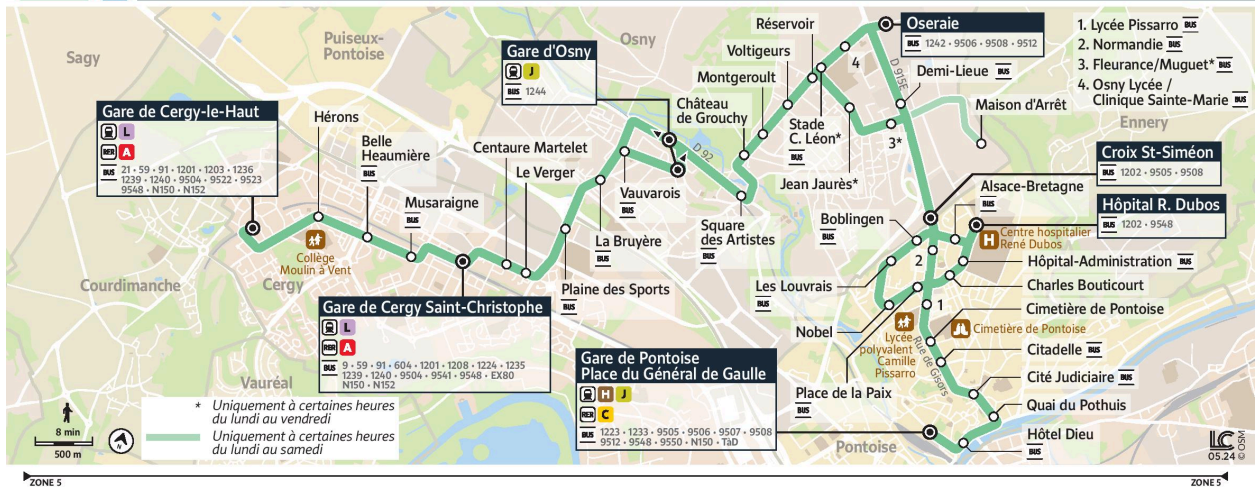 Sagy
Puiseux-
Pontoise
Osny
Ennery
Courdimanche
Cergy
Vauréal
Pontoise
Gare de Cergy-le-Haut
L
RER A
BUS 21 • 59 • 91 • 1201 • 1203 • 1236
1239 • 1240 • 9504 • 9522 • 9523
9548 • N150 • N152
Hérons
Collège
Moulin à Vent
Belle
Heaumière
BUS
Musaraigne
BUS
Gare de Cergy Saint-Christophe
L
RER A
BUS 9 • 59 • 91 • 604 • 1201 • 1208 • 1224 • 1235
1239 • 1240 • 9504 • 9541 • 9548 • EX80
N150 • N152
Centaure Martelet
Le Verger
Plaine des Sports
BUS
La Bruyère
BUS
Vauvarois
BUS
Gare d'Osny
J
BUS 1244
Château
de Grouchy
D 92
Square
des Artistes
BUS
Montgeroult
Voltigeurs
Réservoir
Stade
C. Léon*
BUS
Jean Jaurès*
4
3*
Oseraie
BUS 1242 • 9506 • 9508 • 9512
D 915E
Demi-Lieue BUS
Maison d'Arrêt
1. Lycée Pissarro BUS
2. Normandie BUS
3. Fleurance/Muguet* BUS
4. Osny Lycée /
Clinique Sainte-Marie BUS
Croix St-Siméon
BUS 1202 • 9505 • 9508
Alsace-Bretagne
BUS
Hôpital R. Dubos
BUS 1202 • 9548
H Centre hospitalier
René Dubos
Boblingen
BUS
2
Hôpital-Administration BUS
Les Louvrais
BUS
Charles Bouticourt
Nobel
1
Cimetière de Pontoise
Lycée
polyvalent
Camille
Pissarro
Cimetière de Pontoise
Rue de Gisors
Citadelle BUS
Place de la Paix
BUS
Cité Judiciaire BUS
Quai du Pothuis
Hôtel Dieu
BUS
Gare de Pontoise
Place du Général de Gaulle
H J
RER C
BUS 1223 • 1233 • 9505 • 9506 • 9507 • 9508
9512 • 9548 • 9550 • N150 • TàD
8 min
500 m
N
* Uniquement à certaines heures
du lundi au vendredi
Uniquement à certaines heures
du lundi au samedi
LC
05.24 © OSM
ZONE 5
ZONE 5